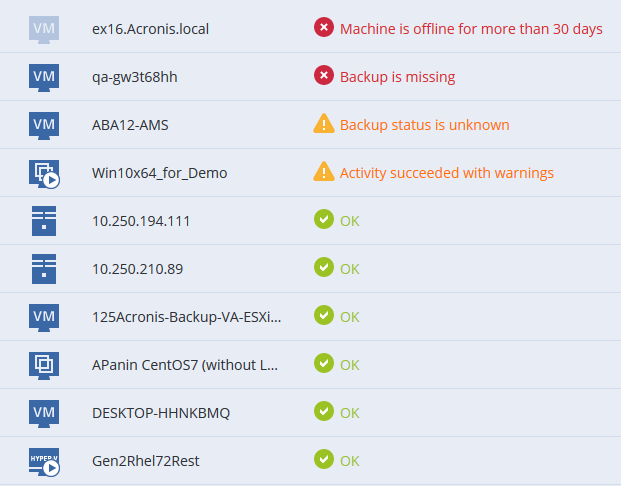 VM ex16.Acronis.local Machine is offline for more than 30 days
VM qa-gw3t68hh Backup is missing
VM ABA12-AMS Backup status is unknown
Win10x64_for_Demo Activity succeeded with warnings
10.250.194.111 OK
10.250.210.89 OK
VM 125Acronis-Backup-VA-ESXi... OK
APanin CentOS7 (without L... OK
VM DESKTOP-HHNKBMQ OK
HYPER-V Gen2Rhel72Rest OK